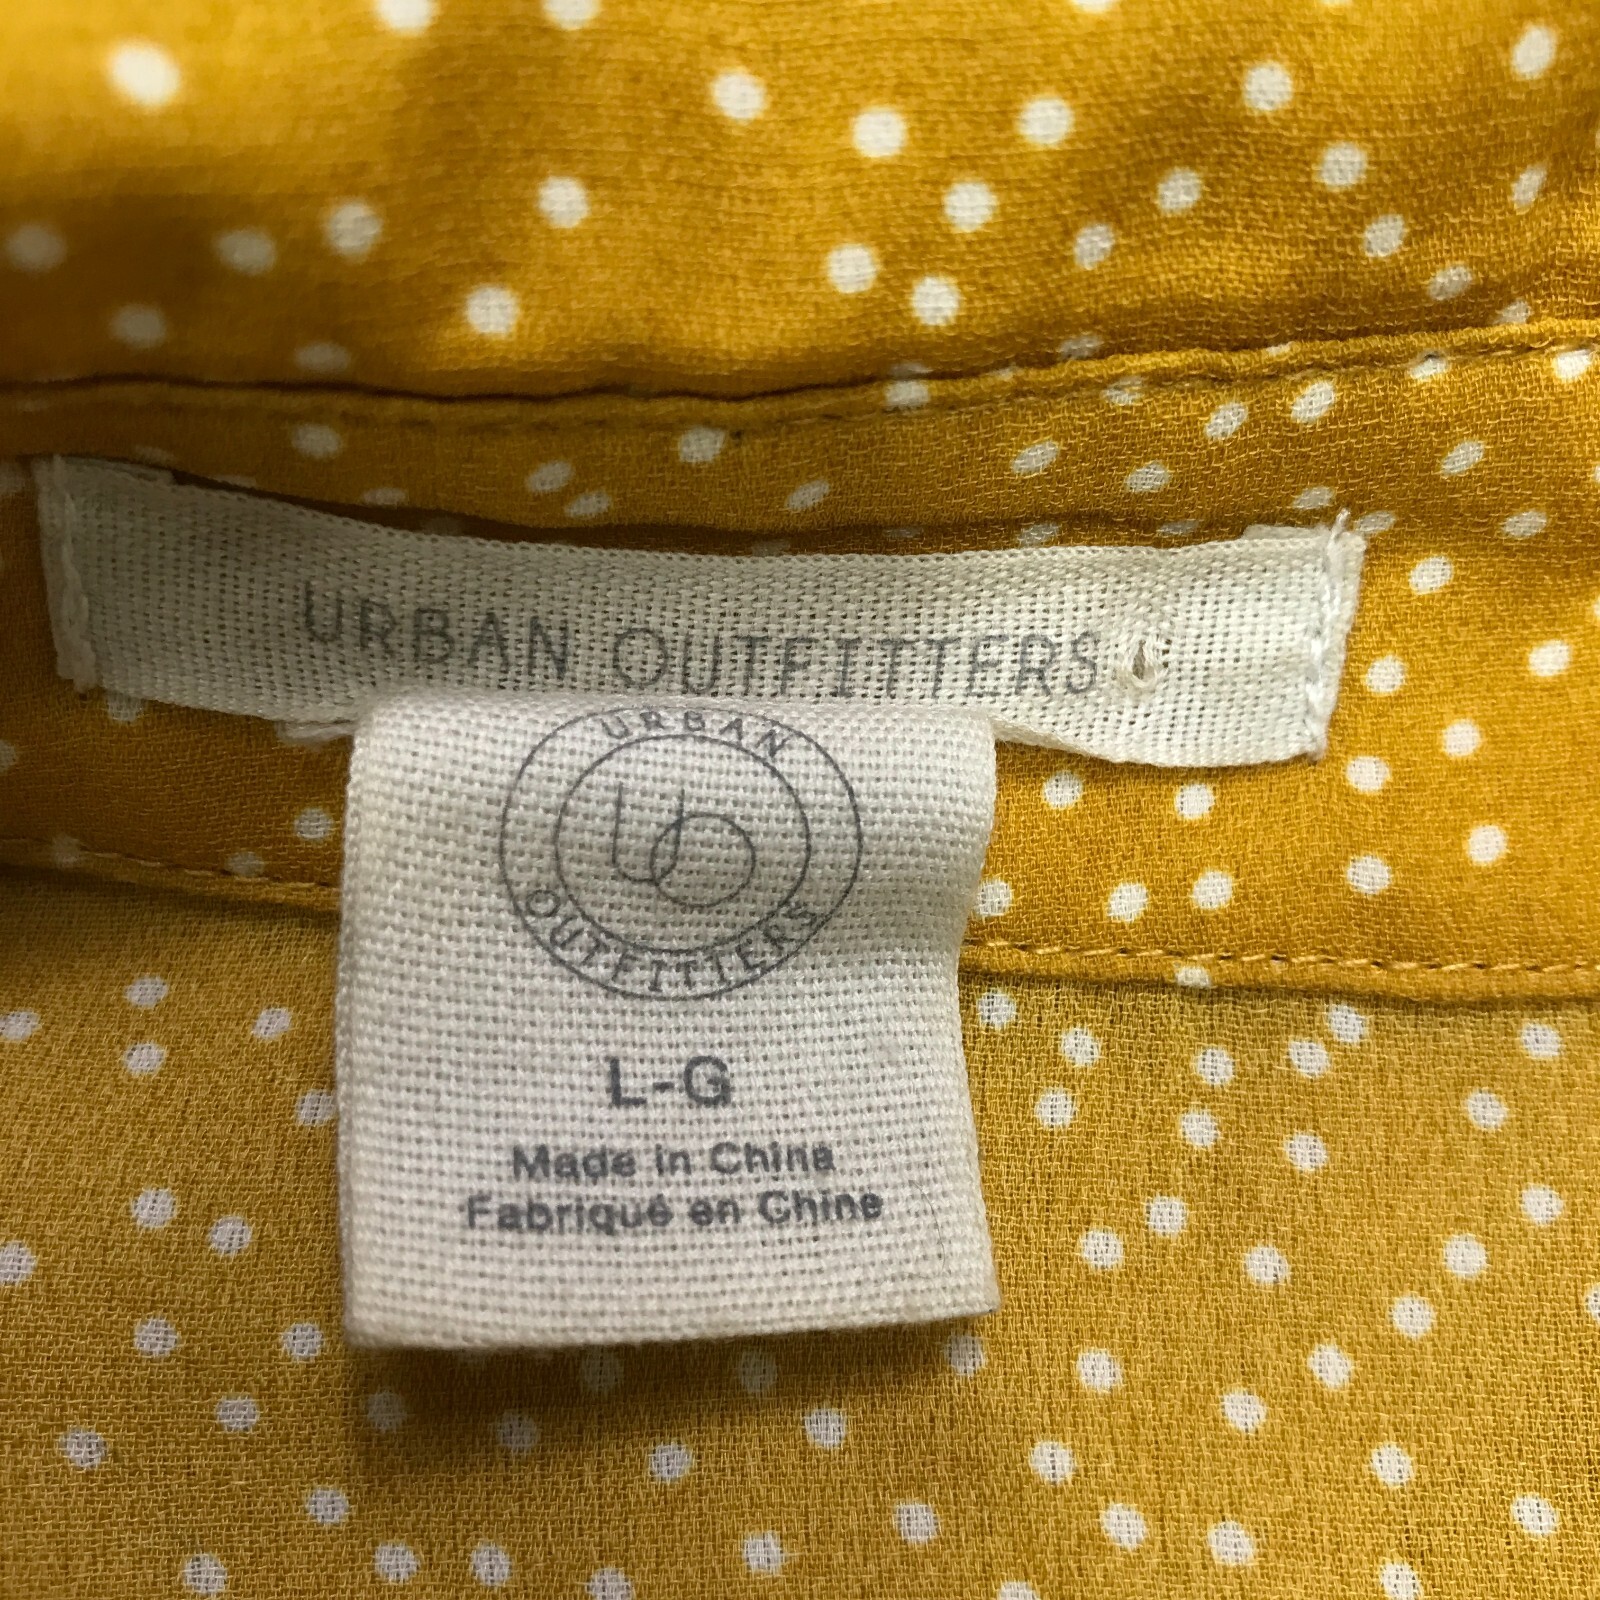 URBAN OUTFITTERS
URBAN
UO
OUTFITTERS
L-G
Made in China
Fabriqué en Chine